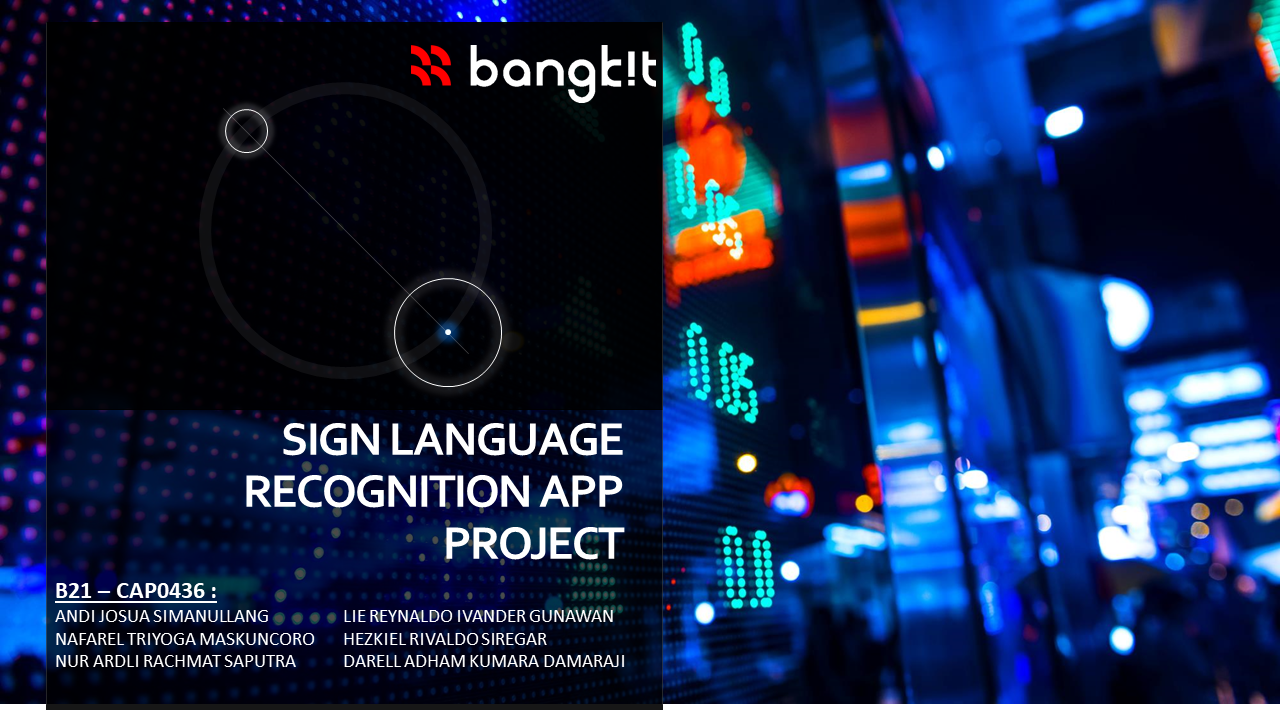 bangk!t
SIGN LANGUAGE
RECOGNITION APP
PROJECT
B21 – CAP0436 :
ANDI JOSUA SIMANULLANG
NAFAREL TRIYOGA MASKUNCORO
NUR ARDLI RACHMAT SAPUTRA
LIE REYNALDO IVANDER GUNAWAN
HEZKIEL RIVALDO SIREGAR
DARELL ADHAM KUMARA DAMARAJI